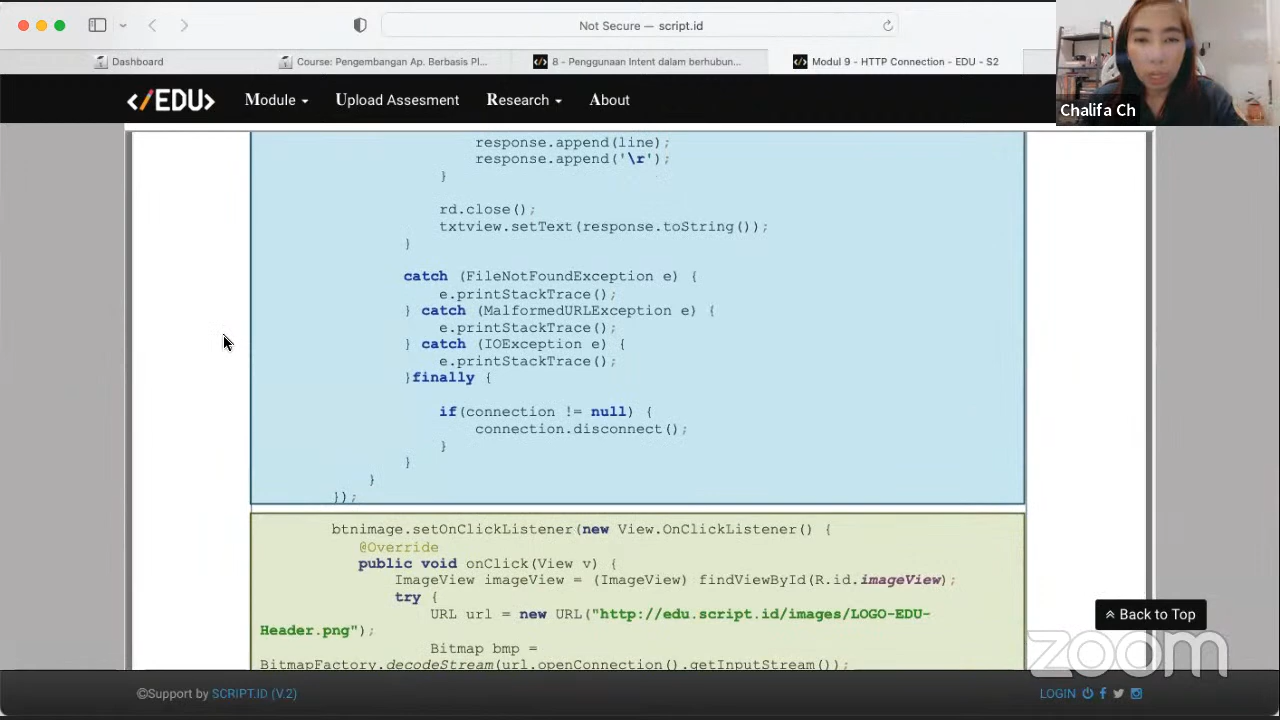 Not Secure — script.id
Dashboard
Course: Pengembangan Ap. Berbasis Pl...
8 - Penggunaan Intent dalam berhubun...
Modul 9 - HTTP Connection - EDU - S2
</EDU>
Module
Upload Assesment
Research
About
Chalifa Ch
response.append(line);
response.append('\r');
}
rd.close();
txtview.setText(response.toString());
}
catch (FileNotFoundException e) {
e.printStackTrace();
} catch (MalformedURLException e) {
e.printStackTrace();
} catch (IOException e) {
e.printStackTrace();
}finally {
if(connection != null) {
connection.disconnect();
}
}
}
});
btnimage.setOnClickListener(new View.OnClickListener() {
@Override
public void onClick(View v) {
ImageView imageView = (ImageView) findViewById(R.id.imageView);
try {
URL url = new URL("http://edu.script.id/images/LOGO-EDU-
Header.png");
Bitmap bmp =
BitmapFactory.decodeStream(url.openConnection().getInputStream());
Back to Top
zoom
©Support by SCRIPT.ID (V.2)
LOGIN